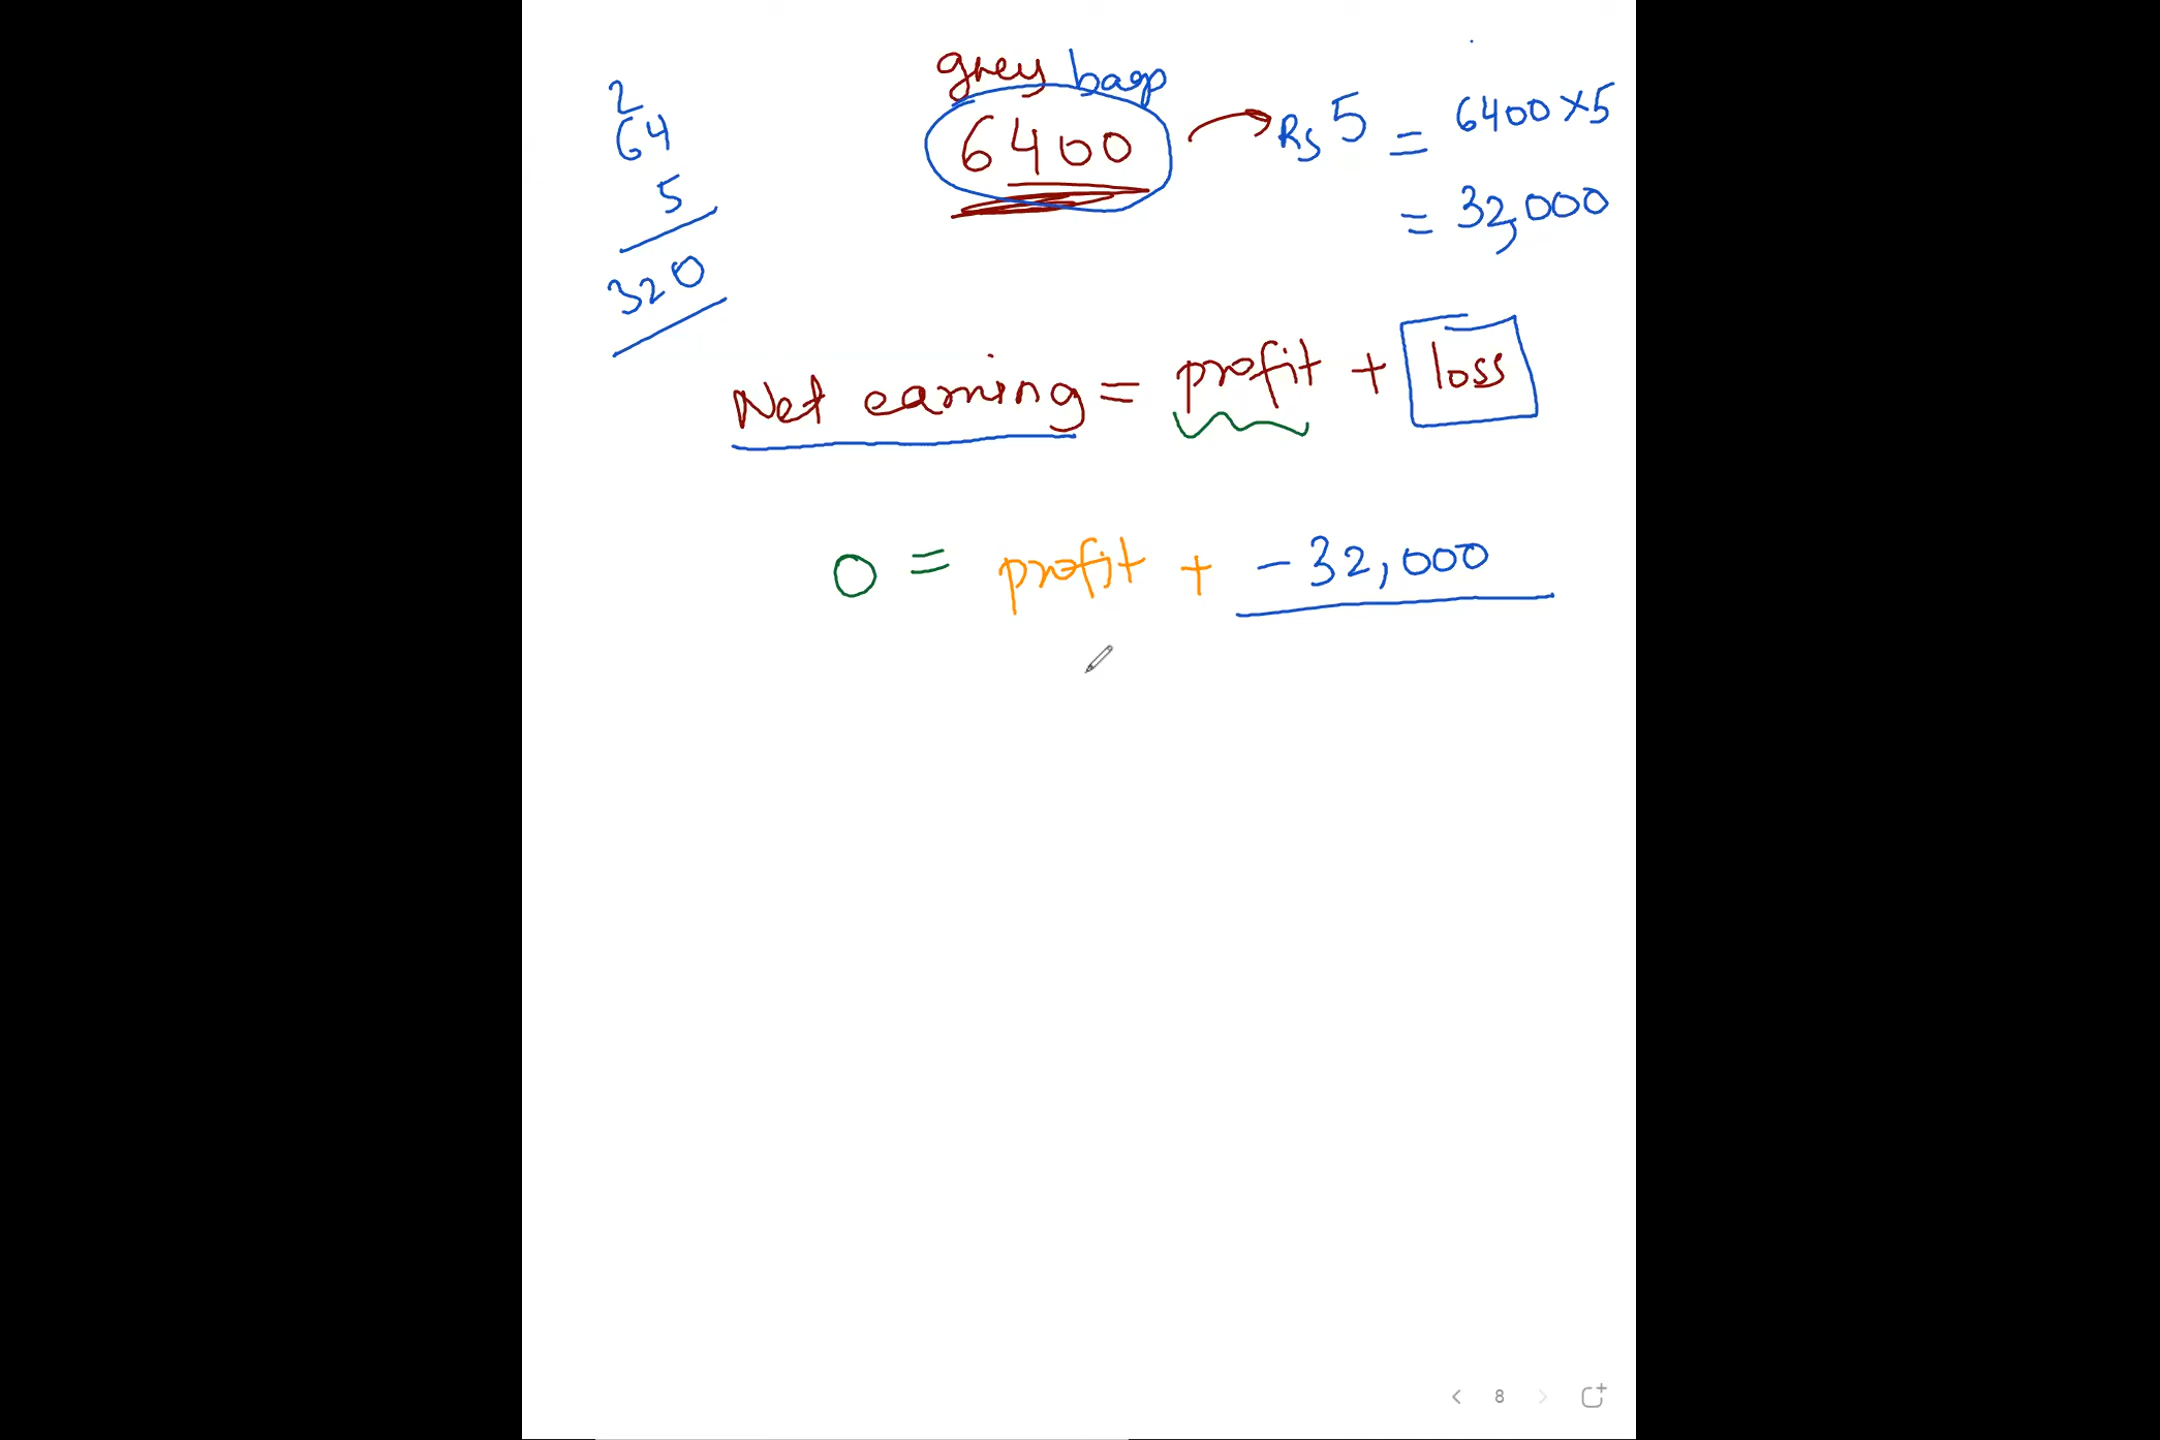 grey bags
6400 → Rs 5 = 6400 × 5
= 32,000
2
64
5
320
Net earning = profit + loss
0 = profit + - 32,000
8